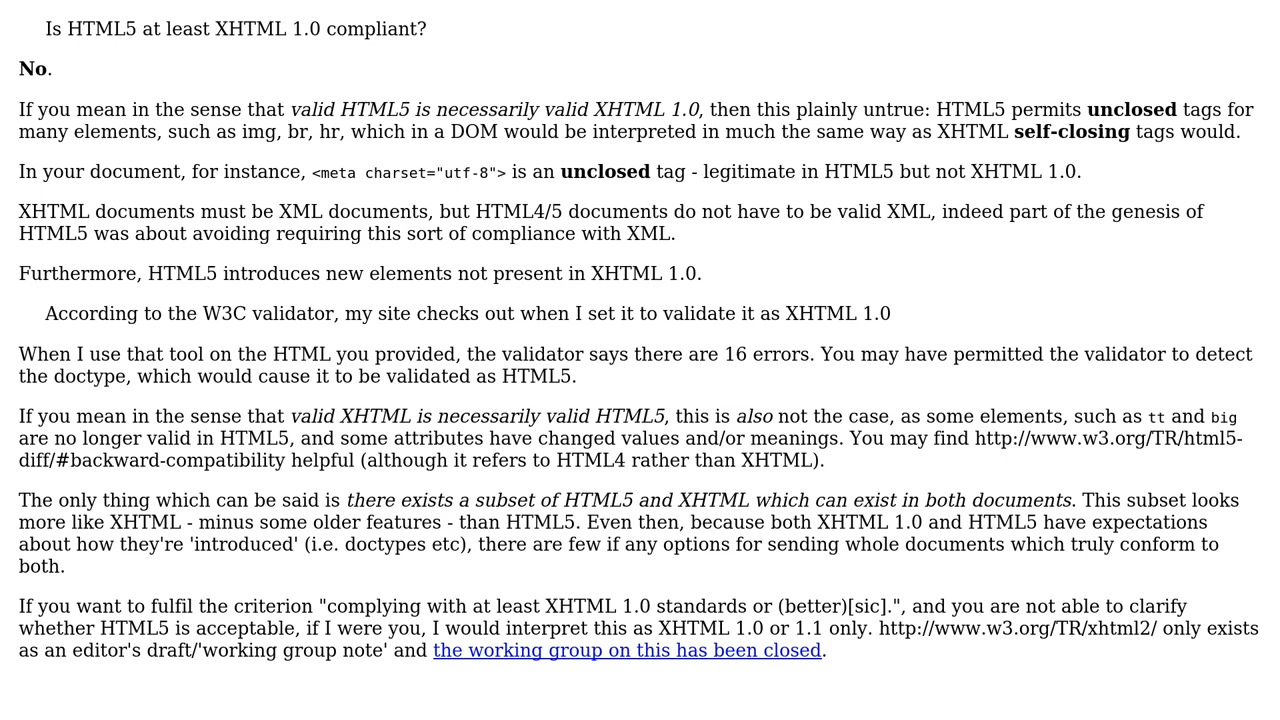 Is HTML5 at least XHTML 1.0 compliant?
No.
If you mean in the sense that valid HTML5 is necessarily valid XHTML 1.0, then this plainly untrue: HTML5 permits unclosed tags for
many elements, such as img, br, hr, which in a DOM would be interpreted in much the same way as XHTML self-closing tags would.
In your document, for instance, <meta charset="utf-8"> is an unclosed tag - legitimate in HTML5 but not XHTML 1.0.
XHTML documents must be XML documents, but HTML4/5 documents do not have to be valid XML, indeed part of the genesis of
HTML5 was about avoiding requiring this sort of compliance with XML.
Furthermore, HTML5 introduces new elements not present in XHTML 1.0.
According to the W3C validator, my site checks out when I set it to validate it as XHTML 1.0
When I use that tool on the HTML you provided, the validator says there are 16 errors. You may have permitted the validator to detect
the doctype, which would cause it to be validated as HTML5.
If you mean in the sense that valid XHTML is necessarily valid HTML5, this is also not the case, as some elements, such as tt and big
are no longer valid in HTML5, and some attributes have changed values and/or meanings. You may find http://www.w3.org/TR/html5-
diff/#backward-compatibility helpful (although it refers to HTML4 rather than XHTML).
The only thing which can be said is there exists a subset of HTML5 and XHTML which can exist in both documents. This subset looks
more like XHTML - minus some older features - than HTML5. Even then, because both XHTML 1.0 and HTML5 have expectations
about how they're 'introduced' (i.e. doctypes etc), there are few if any options for sending whole documents which truly conform to
both.
If you want to fulfil the criterion "complying with at least XHTML 1.0 standards or (better)[sic].", and you are not able to clarify
whether HTML5 is acceptable, if I were you, I would interpret this as XHTML 1.0 or 1.1 only. http://www.w3.org/TR/xhtml2/ only exists
as an editor's draft/'working group note' and the working group on this has been closed.